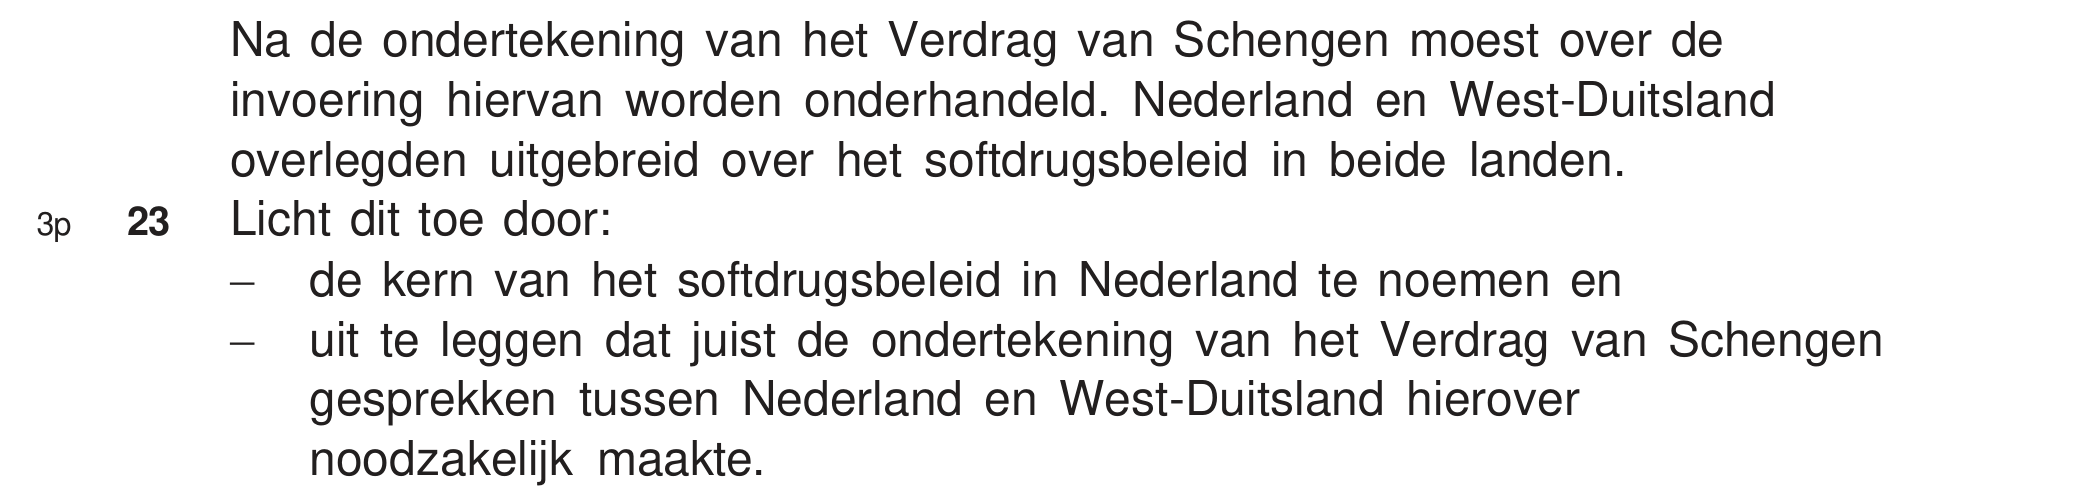 Na de ondertekening van het Verdrag van Schengen moest over de
invoering hiervan worden onderhandeld. Nederland en West-Duitsland
overlegden uitgebreid over het softdrugsbeleid in beide landen.
3p 23 Licht dit toe door:
– de kern van het softdrugsbeleid in Nederland te noemen en
– uit te leggen dat juist de ondertekening van het Verdrag van Schengen
gesprekken tussen Nederland en West-Duitsland hierover
noodzakelijk maakte.